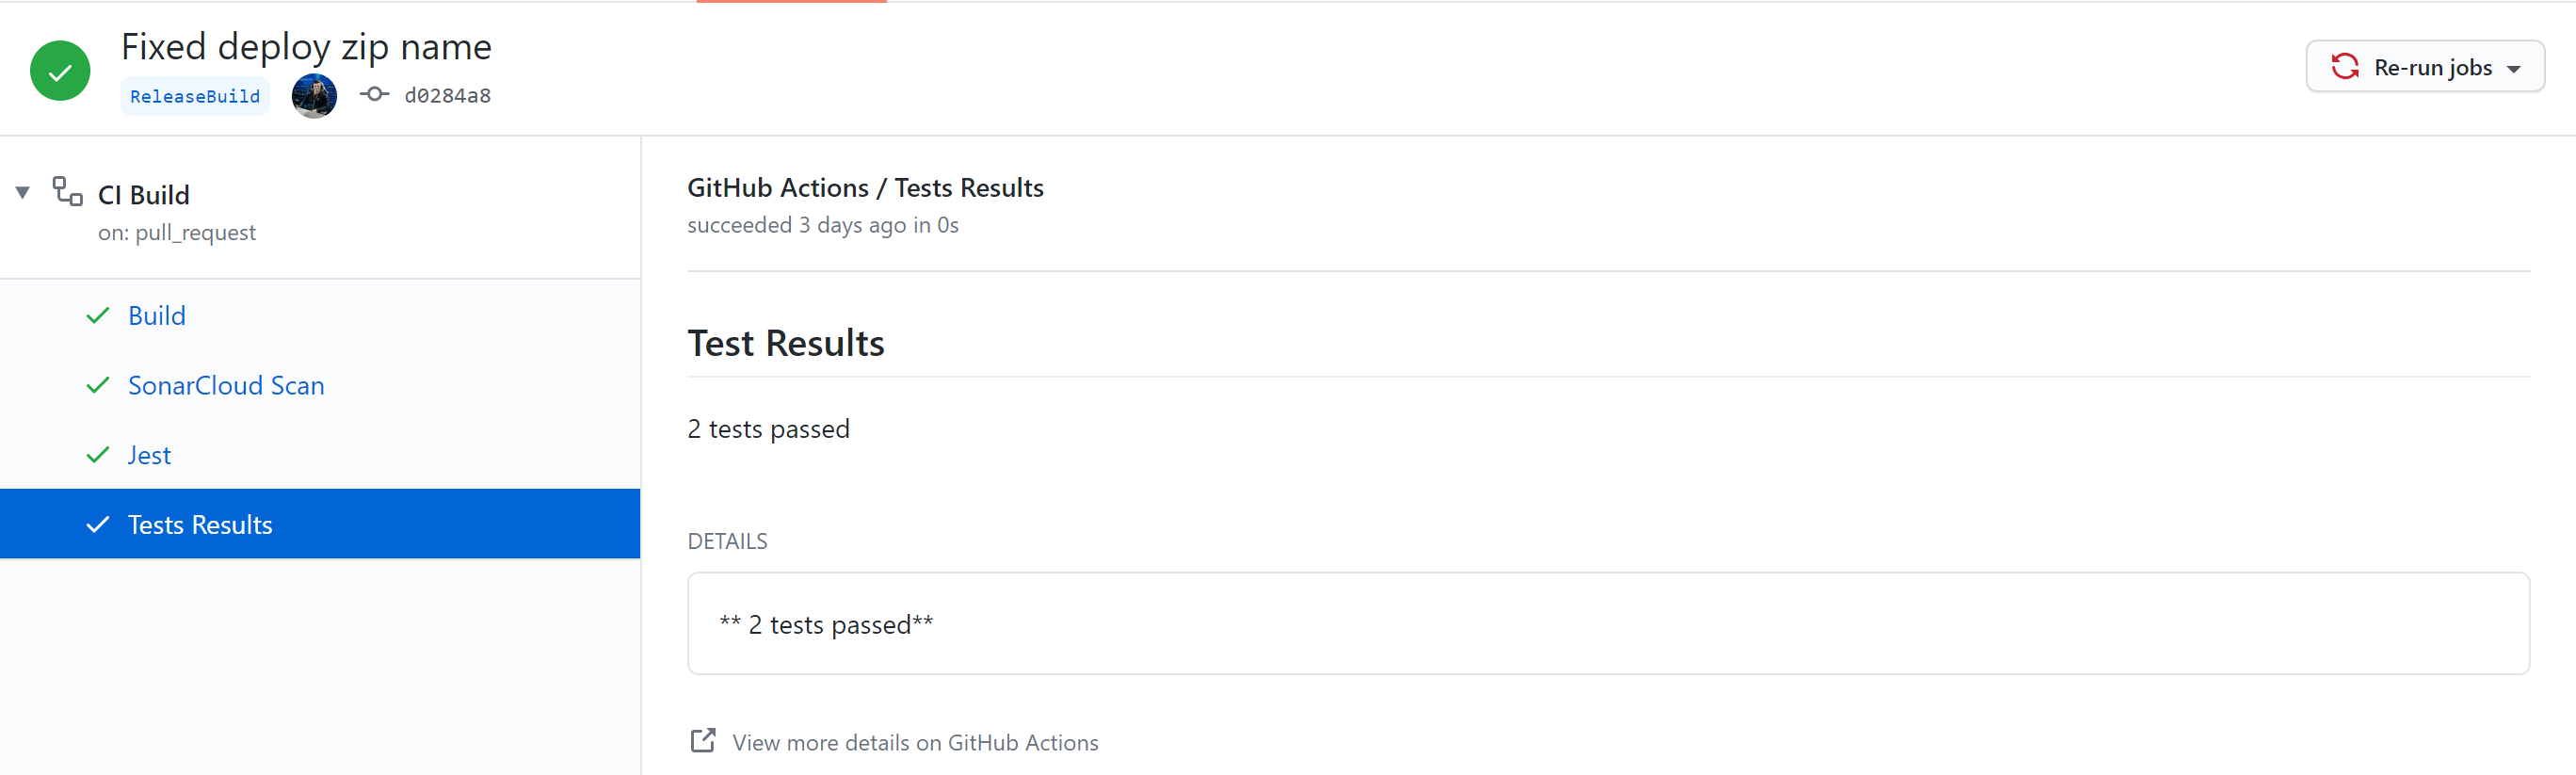 Fixed deploy zip name
ReleaseBuild d0284a8
Re-run jobs
CI Build
on: pull_request
Build
SonarCloud Scan
Jest
Tests Results
GitHub Actions / Tests Results
succeeded 3 days ago in 0s
Test Results
2 tests passed
DETAILS
** 2 tests passed**
View more details on GitHub Actions